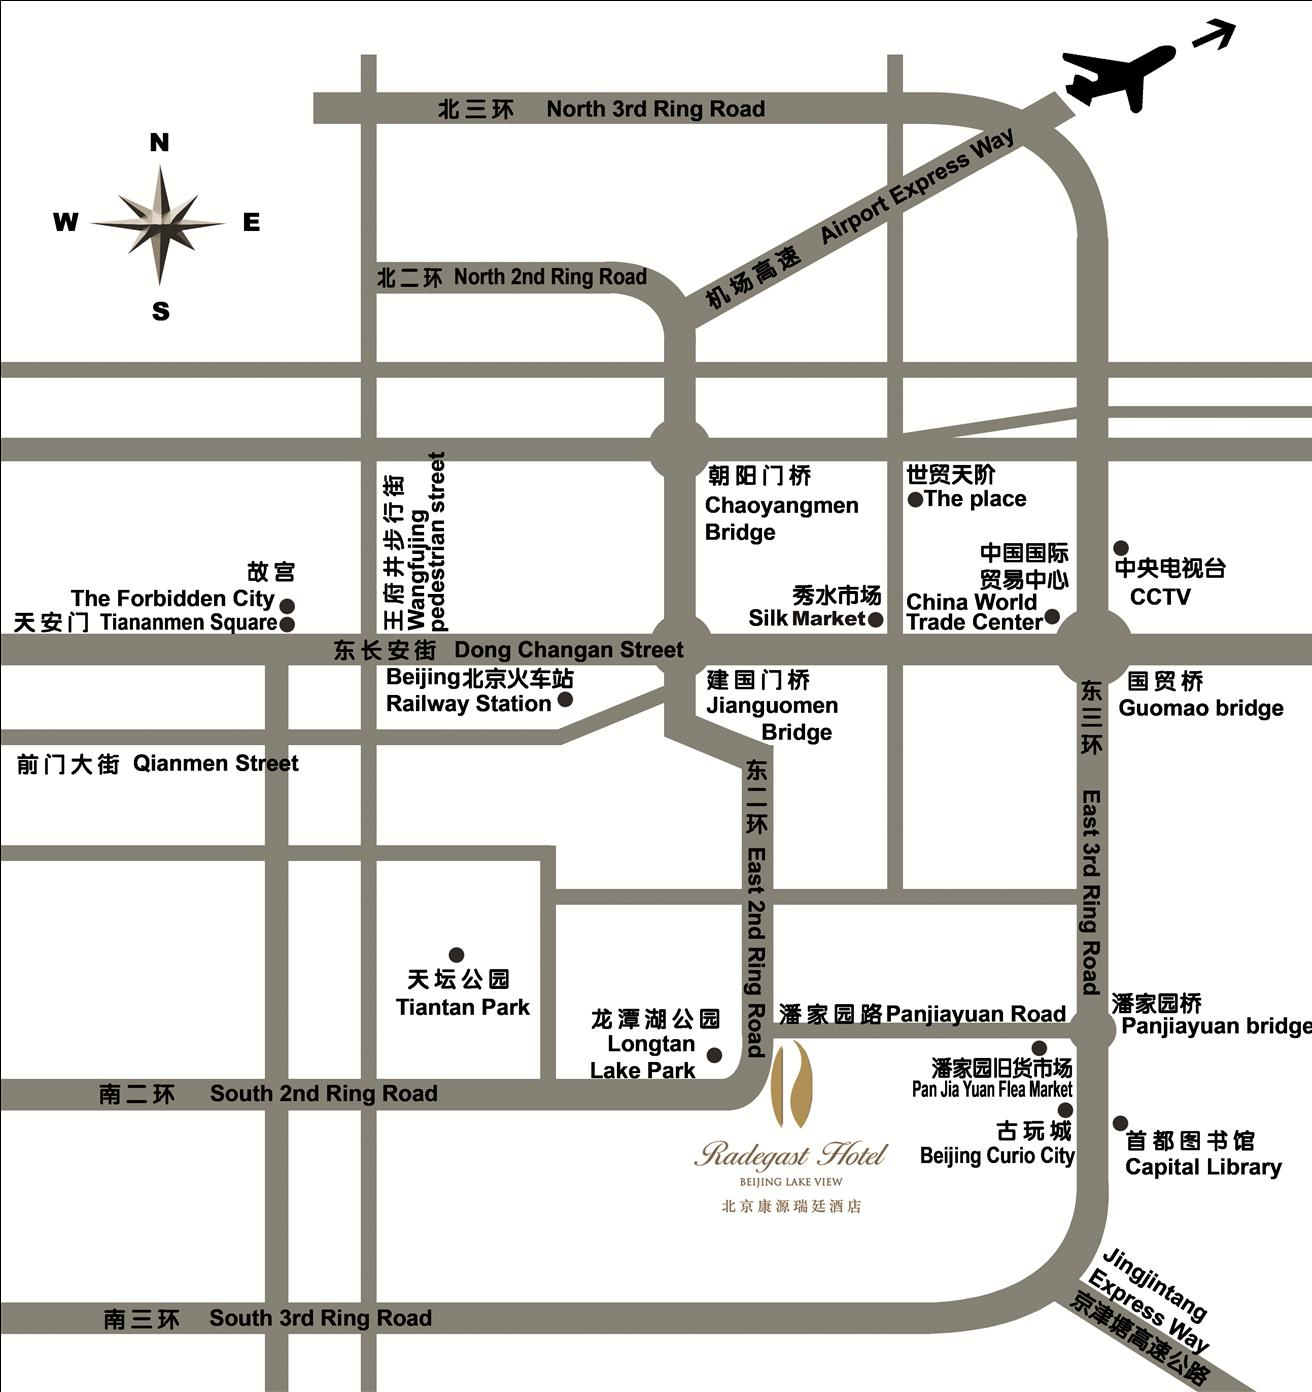 北三环 North 3rd Ring Road
N
W
E
S
机场高速 Airport Express Way
北二环 North 2nd Ring Road
王府井步行街
Wangfujing
pedestrian street
朝阳门桥
Chaoyangmen
Bridge
世贸天阶
The place
中国国际
贸易中心
China World
Trade Center
中央电视台
CCTV
故宫
The Forbidden City
天安门 Tiananmen Square
秀水市场
Silk Market
东长安街 Dong Changan Street
Beijing北京火车站
Railway Station
建国门桥
Jianguomen
Bridge
国贸桥
Guomao bridge
前门大街 Qianmen Street
东二环 East 2nd Ring Road
东三环 East 3rd Ring Road
天坛公园
Tiantan Park
龙潭湖公园
Longtan
Lake Park
潘家园路Panjiayuan Road
潘家园桥
Panjiayuan bridge
潘家园旧货市场
Pan Jia Yuan Flea Market
古玩城
Beijing Curio City
首都图书馆
Capital Library
南二环 South 2nd Ring Road
Radegast Hotel
BEIJING LAKE VIEW
北京康源瑞廷酒店
南三环 South 3rd Ring Road
Jingjintang
Express Way
京津塘高速公路